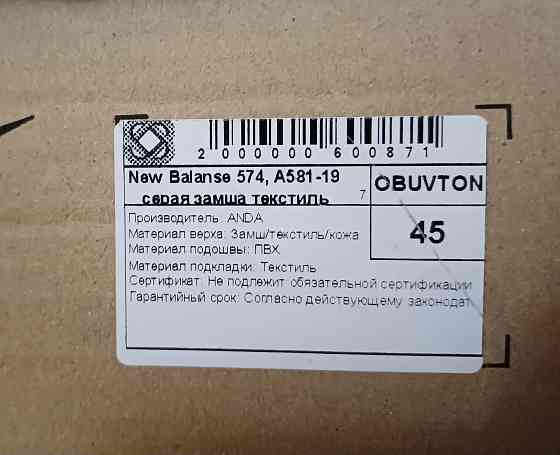 2 000000 600871
New Balanse 574, A581-19
серая замша текстиль 7
OBUVTON
45
Производитель: ANDA
Материал верха: Замш/текстиль/кожа
Материал подошвы: ПВХ
Материал подкладки: Текстиль
Сертификат: Не подлежит обязательной сертификации
Гарантийный срок: Согласно действующему законодат